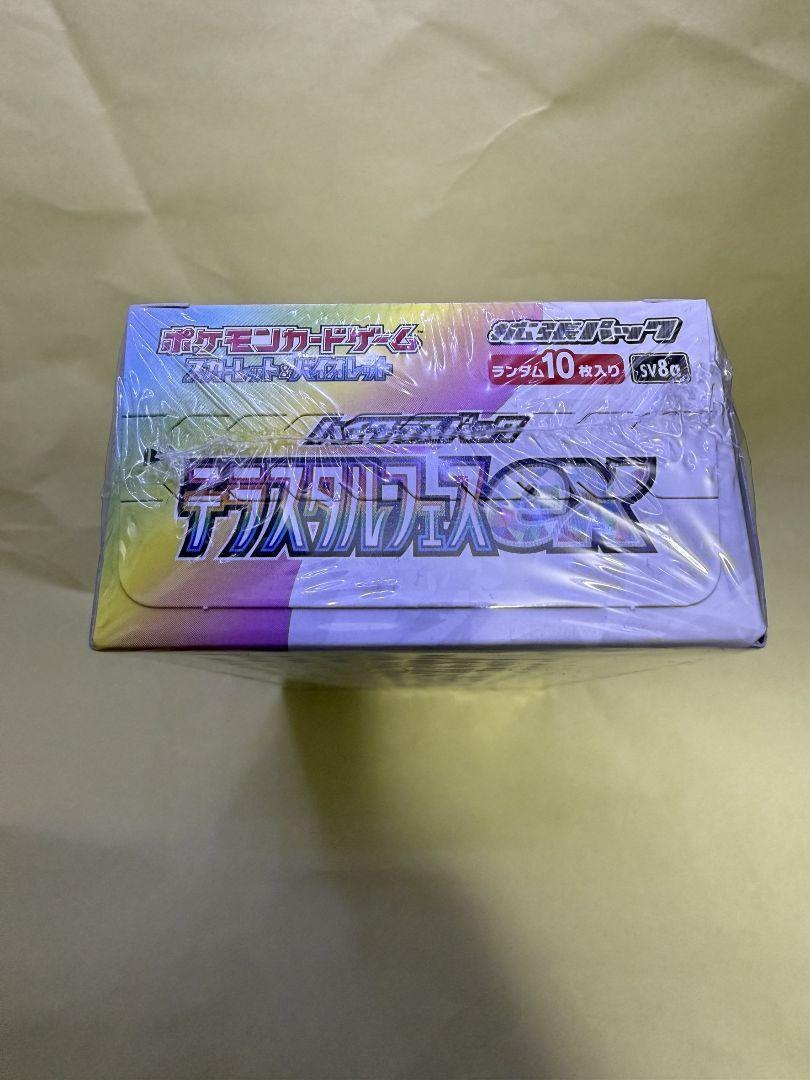 ポケモンカードゲーム
スカーレット&バイオレット
拡張パック
ランダム10枚入り
SV8a
ハイクラスパック
テラスタルフェスex